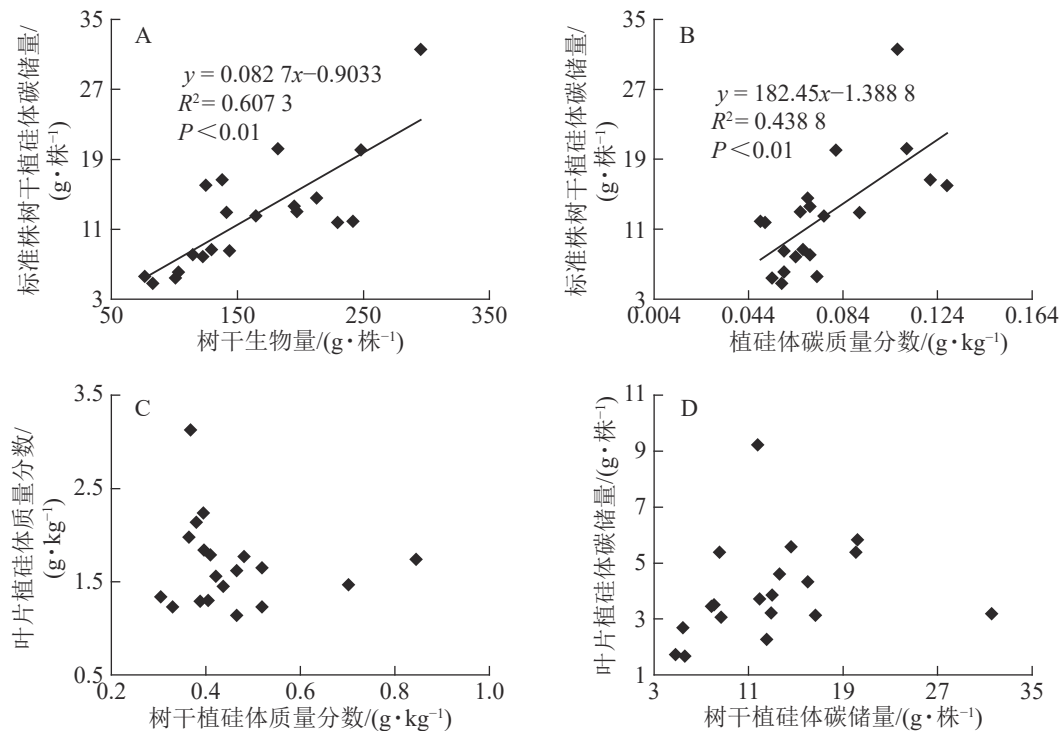 A
标准株树干植硅体碳储量/
(g·株⁻¹)
35
27
19
11
3
y = 0.082 7x−0.9033
R² = 0.607 3
P＜0.01
50
150
250
350
树干生物量/(g·株⁻¹)
B
标准株树干植硅体碳储量/
(g·株⁻¹)
35
27
19
11
3
y = 182.45x−1.388 8
R² = 0.438 8
P＜0.01
0.004
0.044
0.084
0.124
0.164
植硅体碳质量分数/(g·kg⁻¹)
C
叶片植硅体质量分数/
(g·kg⁻¹)
3.5
2.5
1.5
0.5
0.2
0.4
0.6
0.8
1.0
树干植硅体质量分数/(g·kg⁻¹)
D
叶片植硅体碳储量/(g·株⁻¹)
11
9
7
5
3
1
3
11
19
27
35
树干植硅体碳储量/(g·株⁻¹)